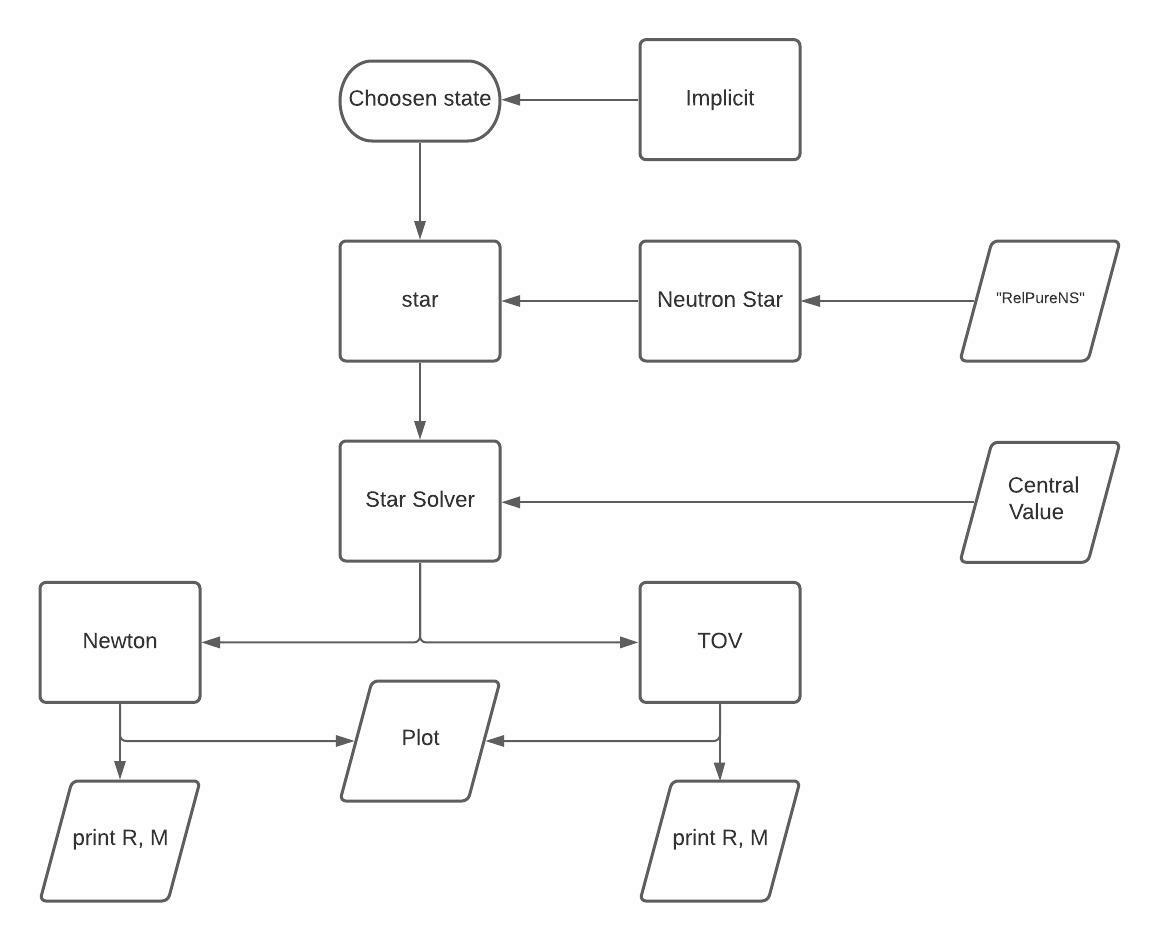 Choosen state
Implicit
star
Neutron Star
"RelPureNS"
Star Solver
Central
Value
Newton
TOV
Plot
print R, M
print R, M